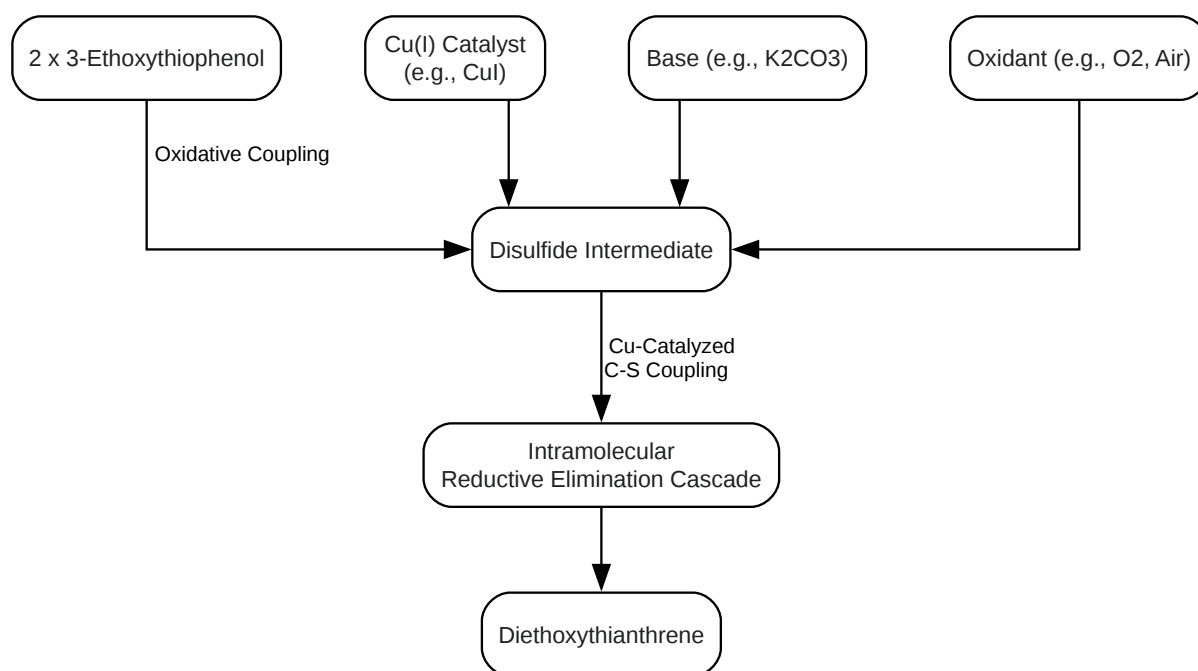 2 x 3-Ethoxythiophenol
Cu(I) Catalyst
(e.g., CuI)
Base (e.g., K2CO3)
Oxidant (e.g., O2, Air)
Oxidative Coupling
Disulfide Intermediate
Cu-Catalyzed
C-S Coupling
Intramolecular
Reductive Elimination Cascade
Diethoxythianthrene